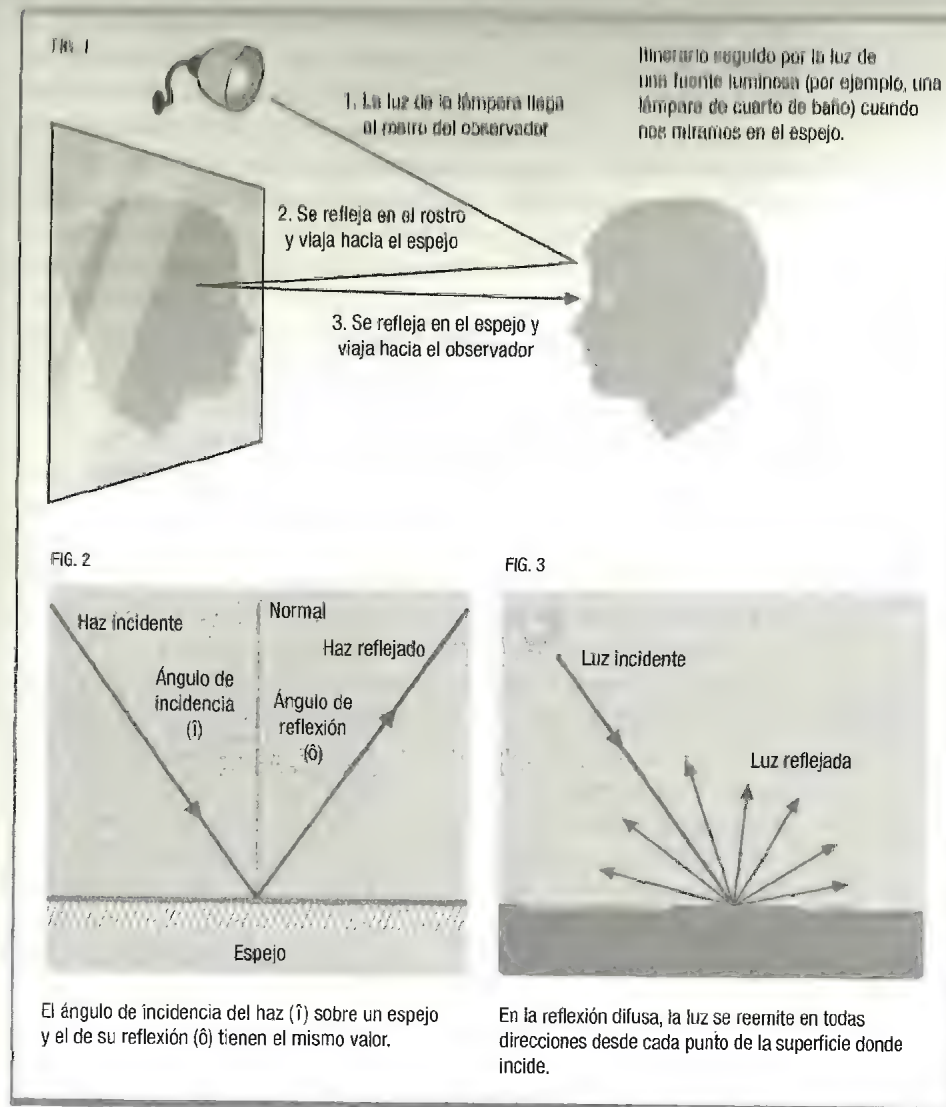 FIG. 1
Itinerario seguido por la luz de
una fuente luminosa (por ejemplo, una
lámpara de cuarto de baño) cuando
nos miramos en el espejo.
1. La luz de la lámpara llega
al rostro del observador
2. Se refleja en el rostro
y viaja hacia el espejo
3. Se refleja en el espejo y
viaja hacia el observador
FIG. 2
Haz incidente
Normal
Haz reflejado
Ángulo de
incidencia
(î)
Ángulo de
reflexión
(ô)
Espejo
El ángulo de incidencia del haz (î) sobre un espejo
y el de su reflexión (ô) tienen el mismo valor.
FIG. 3
Luz incidente
Luz reflejada
En la reflexión difusa, la luz se reemite en todas
direcciones desde cada punto de la superficie donde
incide.